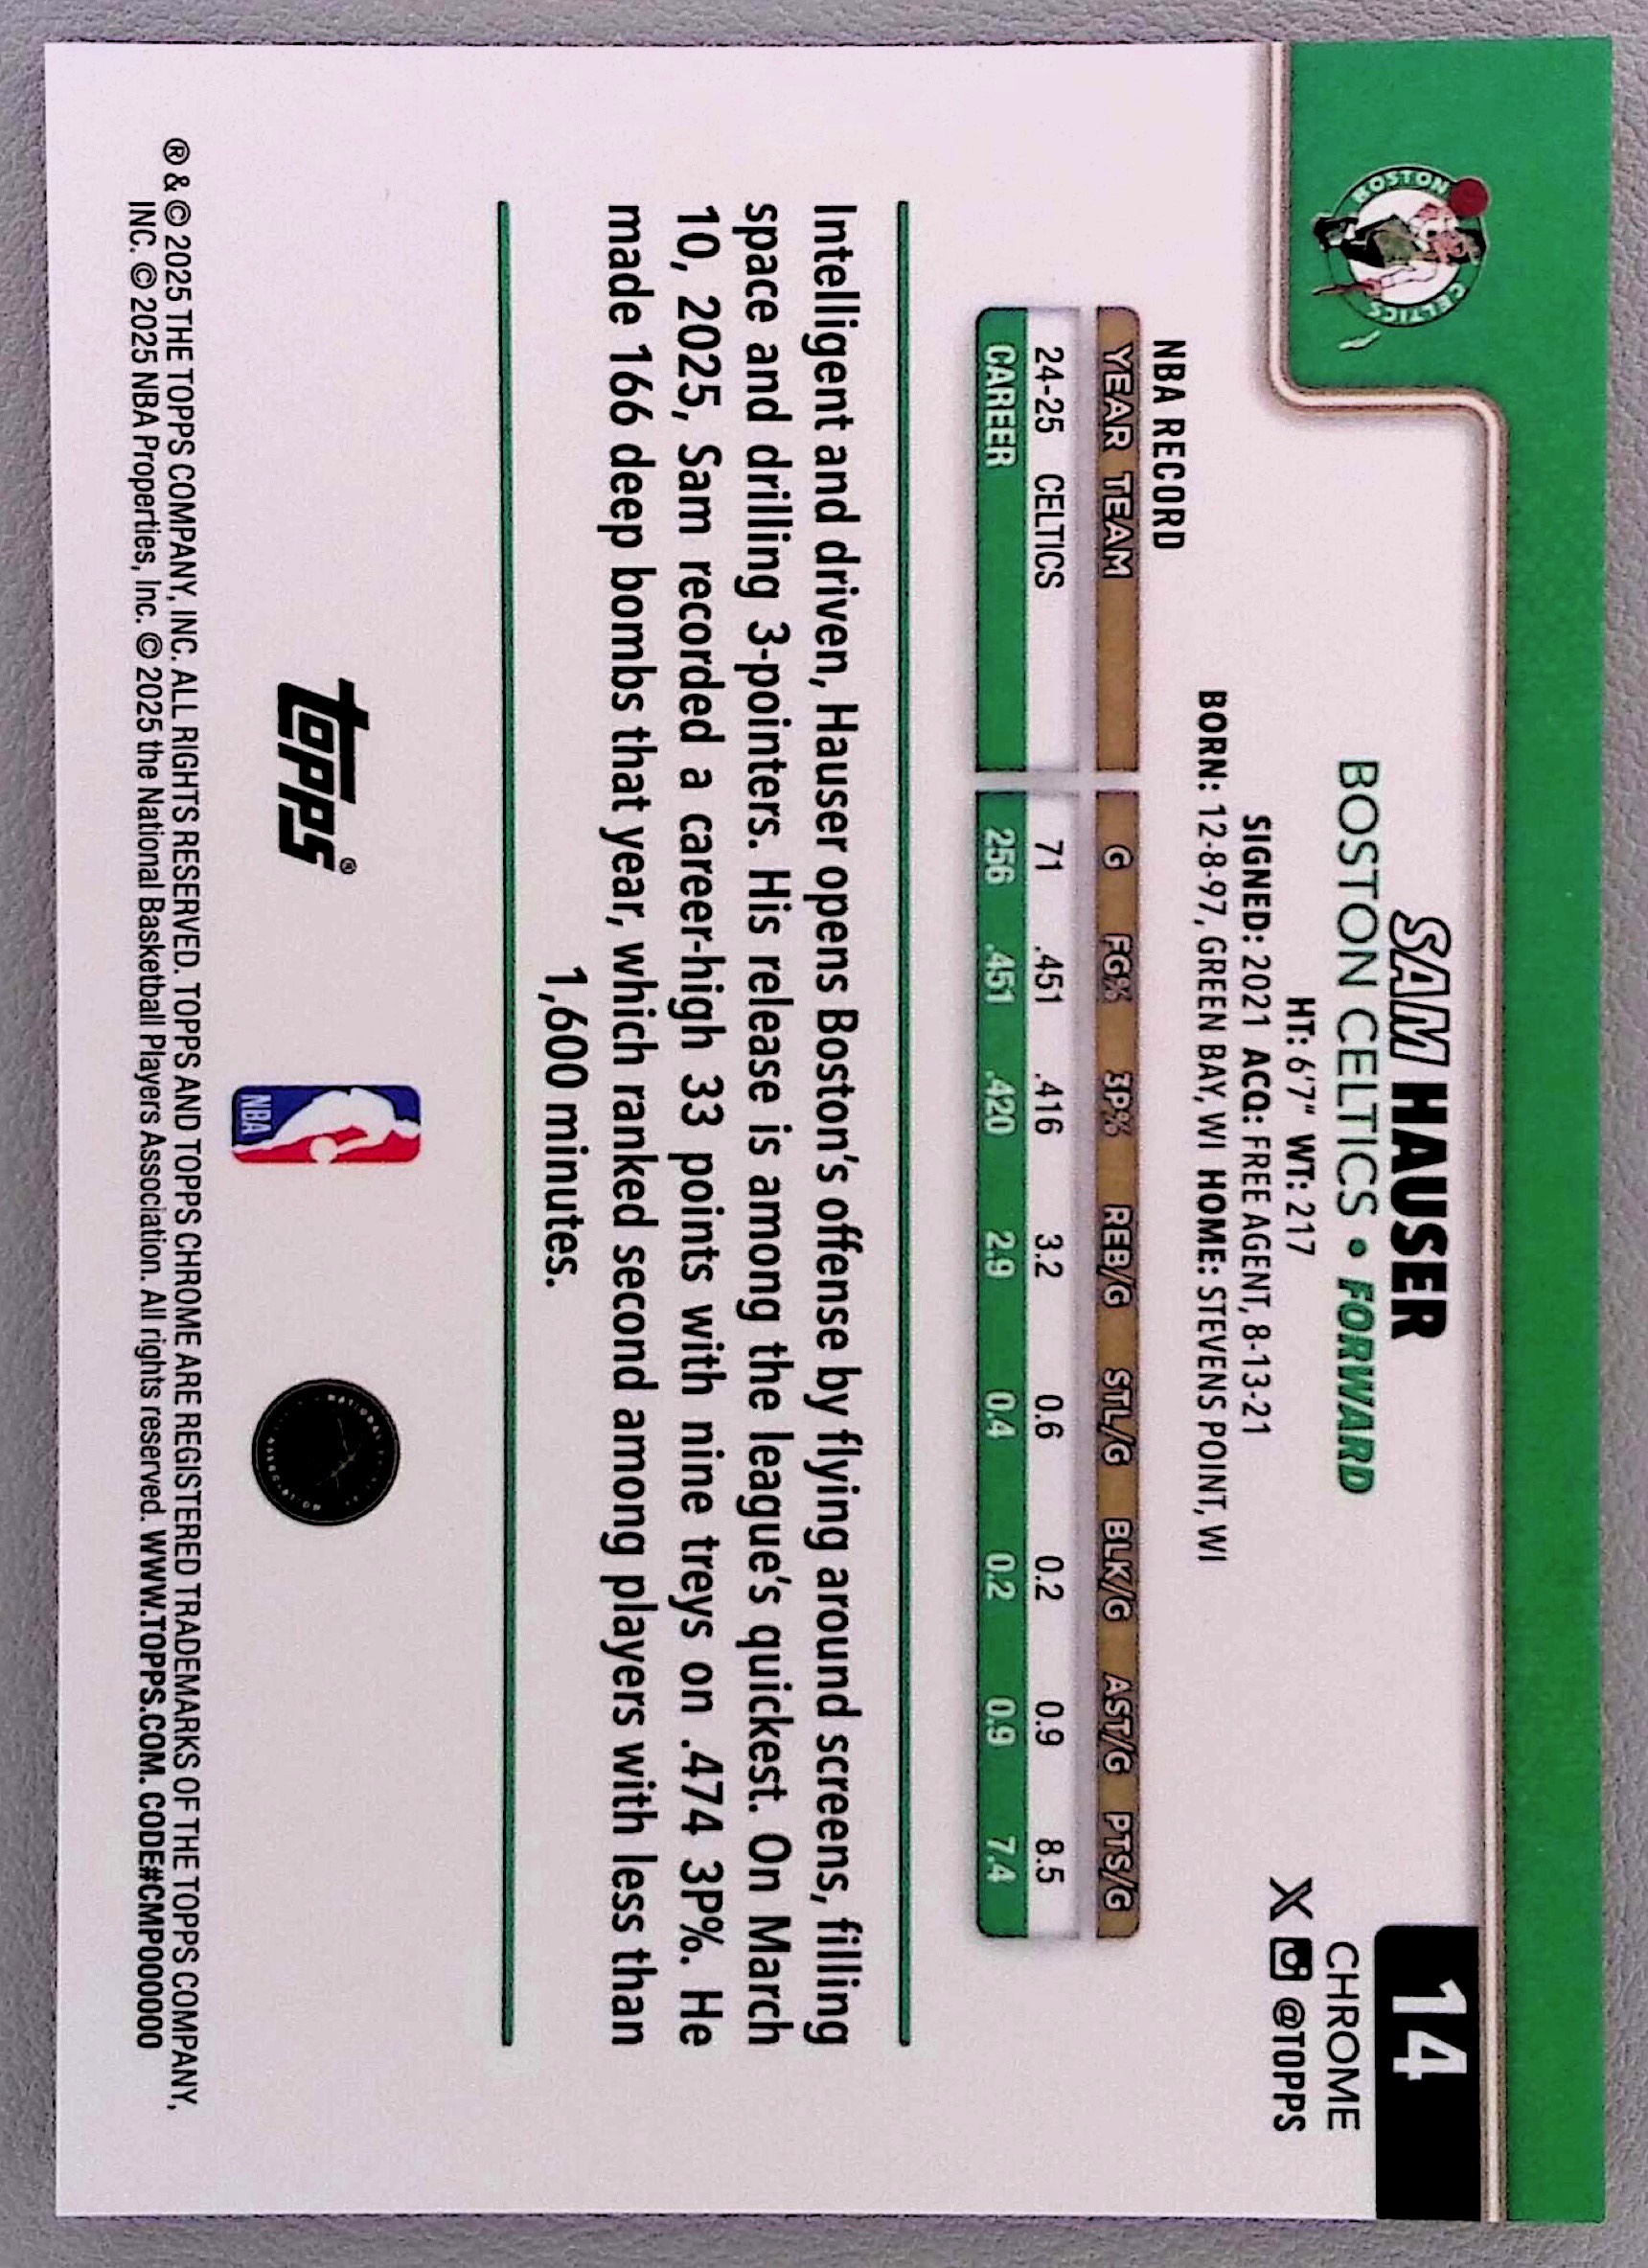 BOSTON CELTICS
14
SAM HAUSER
CHROME
BOSTON CELTICS • FORWARD
X @TOPPS
HT: 6'7" WT: 217
SIGNED: 2021 ACQ: FREE AGENT, 8-13-21
BORN: 12-8-97, GREEN BAY, WI HOME: STEVENS POINT, WI
NBA RECORD
YEAR TEAM G FG% 3P% REB/G STL/G BLK/G AST/G PTS/G
24-25 CELTICS 71 .451 .416 3.2 0.6 0.2 0.9 8.5
CAREER 256 .451 .420 2.9 0.4 0.2 0.9 7.4
Intelligent and driven, Hauser opens Boston's offense by flying around screens, filling
space and drilling 3-pointers. His release is among the league's quickest. On March
10, 2025, Sam recorded a career-high 33 points with nine treys on .474 3P%. He
made 166 deep bombs that year, which ranked second among players with less than
1,600 minutes.
topps®
NBA
® & © 2025 THE TOPPS COMPANY, INC. ALL RIGHTS RESERVED. TOPPS AND TOPPS CHROME ARE REGISTERED TRADEMARKS OF THE TOPPS COMPANY,
INC. © 2025 NBA Properties, Inc. © 2025 the National Basketball Players Association. All rights reserved. WWW.TOPPS.COM. CODE#CMP000000